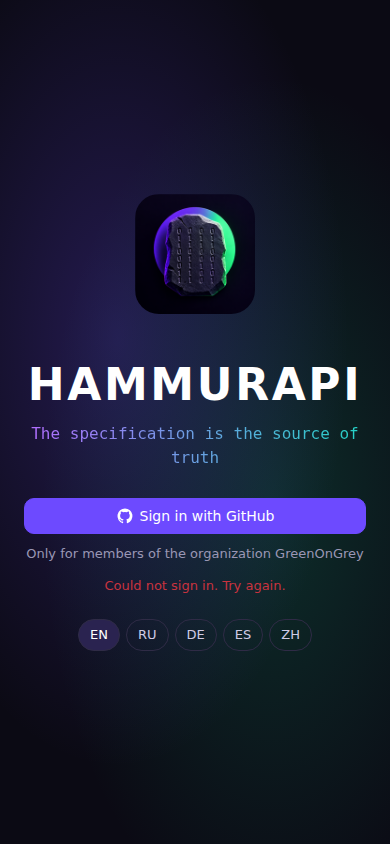 HAMMURAPI
The specification is the source of
truth
Sign in with GitHub
Only for members of the organization GreenOnGrey
Could not sign in. Try again.
EN RU DE ES ZH